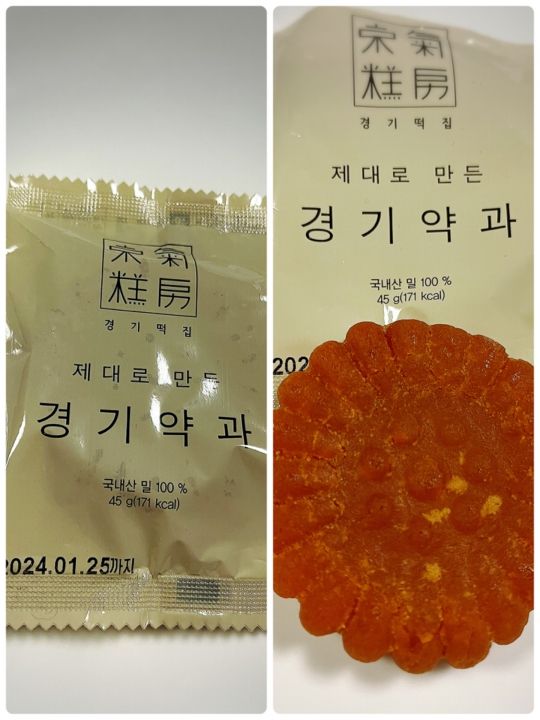 京氣
糕房
경기떡집
제대로 만든
경기약과
국내산 밀 100 %
45 g(171 kcal)
2024.01.25까지
京氣
糕房
경기떡집
제대로 만든
경기약과
국내산 밀 100 %
45 g(171 kcal)
202